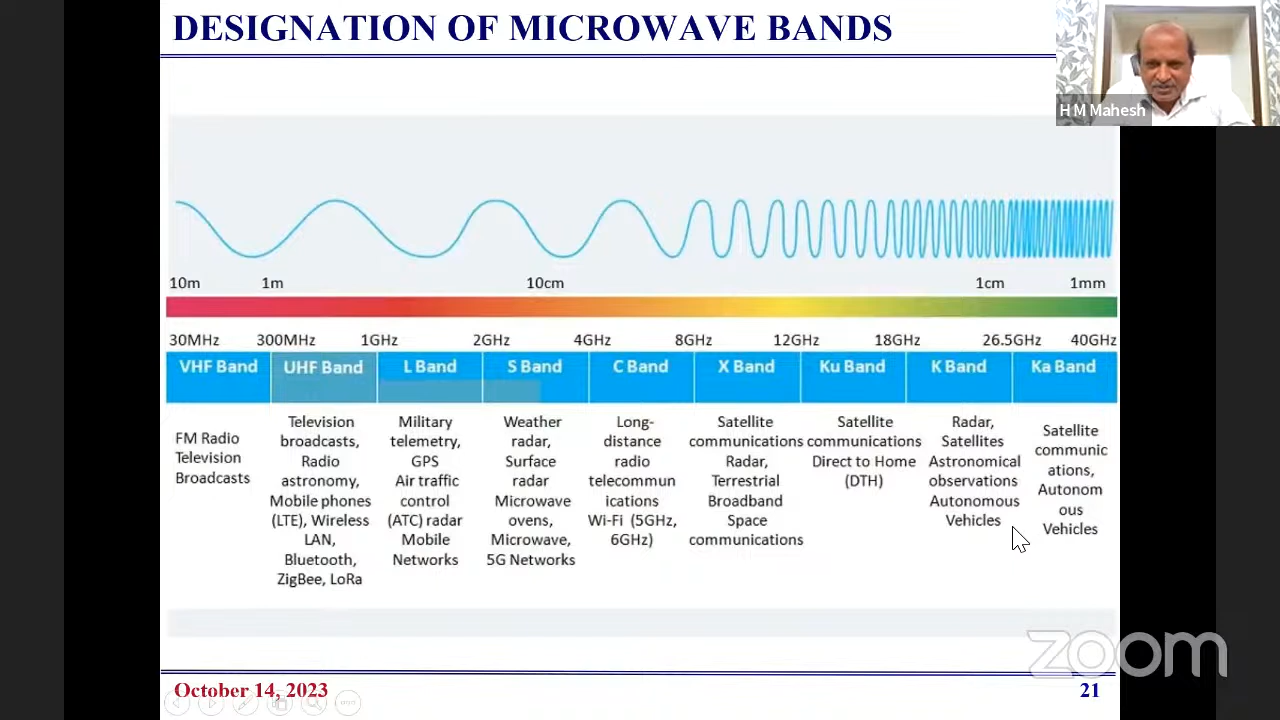 DESIGNATION OF MICROWAVE BANDS
H M Mahesh
10m 1m 10cm 1cm 1mm
30MHz 300MHz 1GHz 2GHz 4GHz 8GHz 12GHz 18GHz 26.5GHz 40GHz
VHF Band UHF Band L Band S Band C Band X Band Ku Band K Band Ka Band
FM Radio
Television
Broadcasts
Television
broadcasts,
Radio
astronomy,
Mobile phones
(LTE), Wireless
LAN,
Bluetooth,
ZigBee, LoRa
Military
telemetry,
GPS
Air traffic
control
(ATC) radar
Mobile
Networks
Weather
radar,
Surface
radar
Microwave
ovens,
Microwave,
5G Networks
Long-
distance
radio
telecommun
ications
Wi-Fi (5GHz,
6GHz)
Satellite
communications
Radar,
Terrestrial
Broadband
Space
communications
Satellite
communications
Direct to Home
(DTH)
Radar,
Satellites
Astronomical
observations
Autonomous
Vehicles
Satellite
communic
ations,
Autonom
ous
Vehicles
zoom
October 14, 2023
21